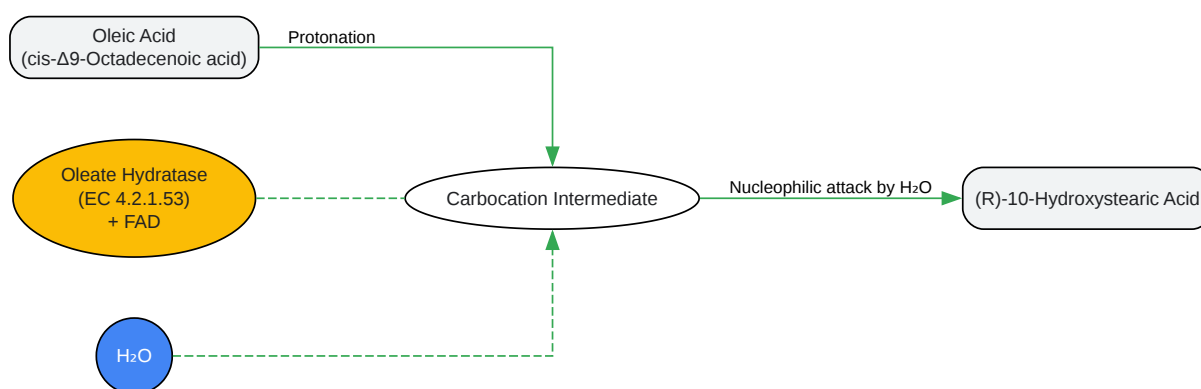 Oleic Acid
(cis-Δ9-Octadecenoic acid)
Protonation
Oleate Hydratase
(EC 4.2.1.53)
+ FAD
Carbocation Intermediate
Nucleophilic attack by H₂O
(R)-10-Hydroxystearic Acid
H₂O